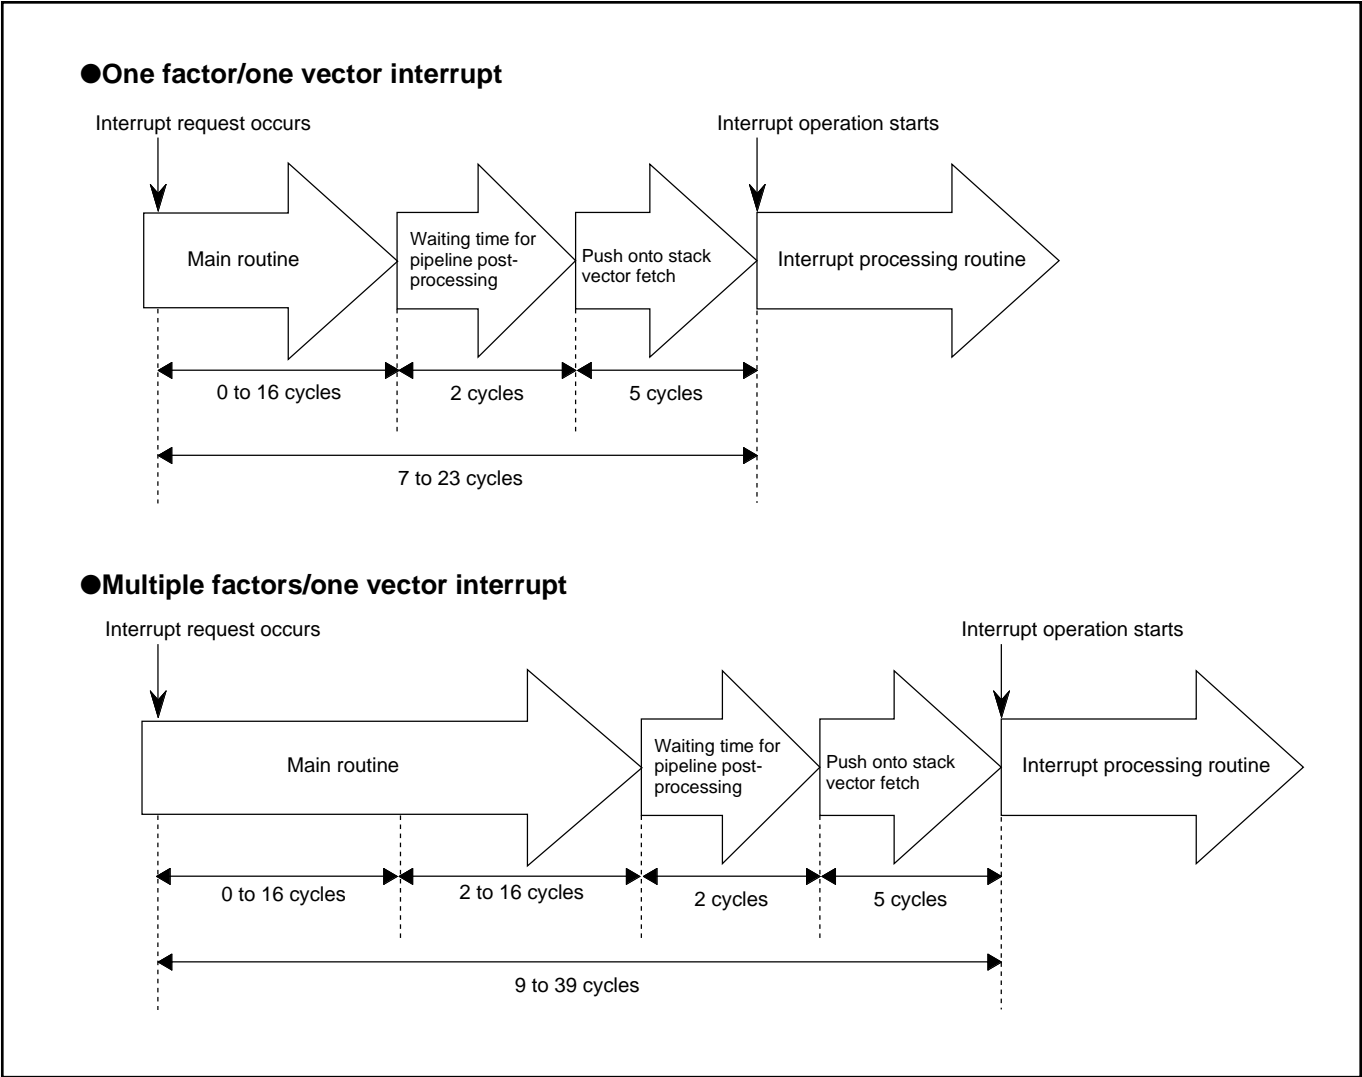 ●One factor/one vector interrupt
Interrupt request occurs
Interrupt operation starts
Main routine
Waiting time for
pipeline post-
processing
Push onto stack
vector fetch
Interrupt processing routine
0 to 16 cycles
2 cycles
5 cycles
7 to 23 cycles
●Multiple factors/one vector interrupt
Interrupt request occurs
Interrupt operation starts
Main routine
Waiting time for
pipeline post-
processing
Push onto stack
vector fetch
Interrupt processing routine
0 to 16 cycles
2 to 16 cycles
2 cycles
5 cycles
9 to 39 cycles